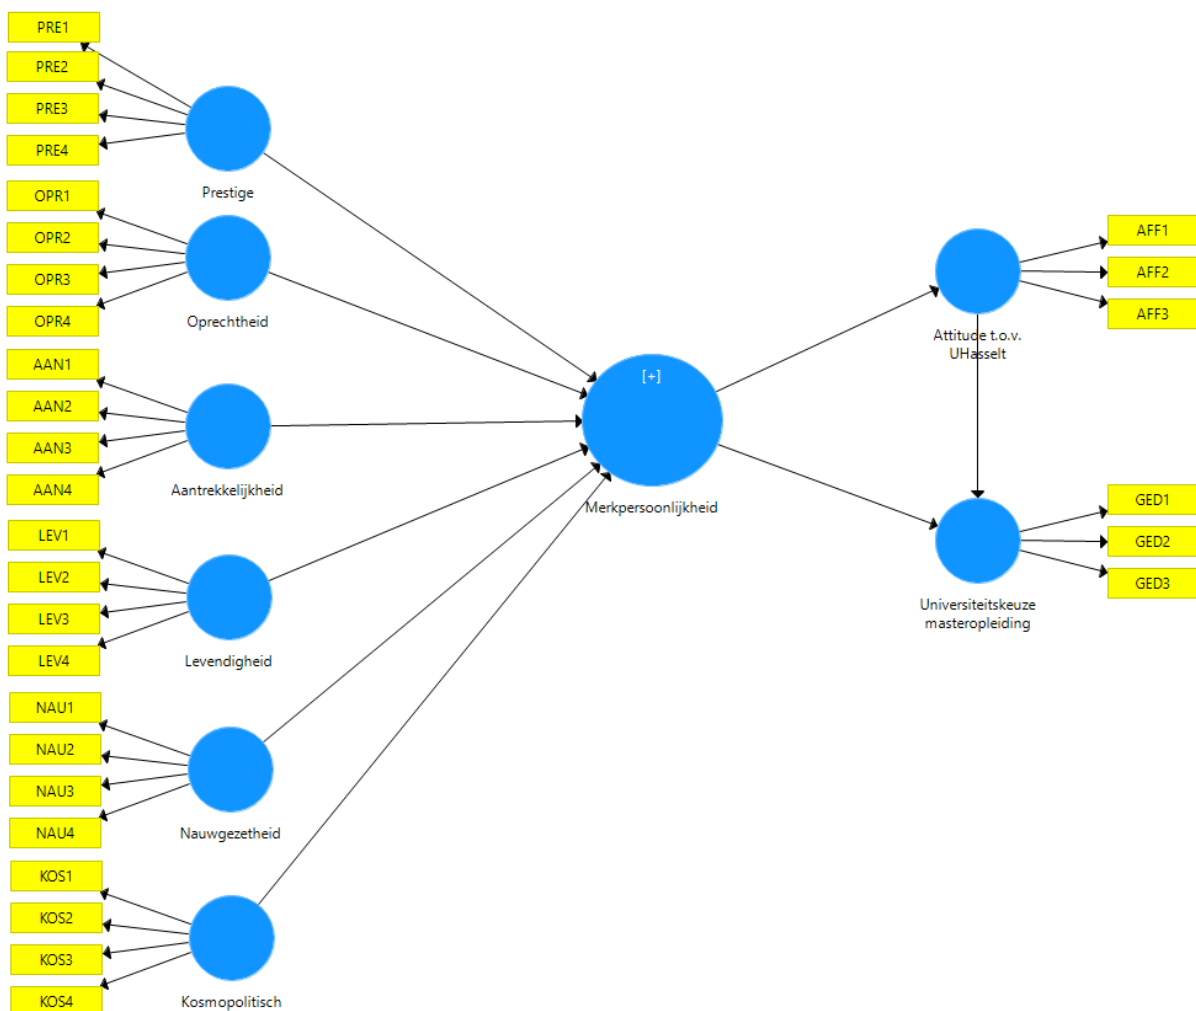 PRE1
PRE2
PRE3
PRE4
Prestige
OPR1
OPR2
OPR3
OPR4
Oprechtheid
AAN1
AAN2
AAN3
AAN4
Aantrekkelijkheid
LEV1
LEV2
LEV3
LEV4
Levendigheid
NAU1
NAU2
NAU3
NAU4
Nauwgezetheid
KOS1
KOS2
KOS3
KOS4
Kosmopolitisch
[+]
Merkpersoonlijkheid
Attitude t.o.v.
UHasselt
AFF1
AFF2
AFF3
Universiteitskeuze
masteropleiding
GED1
GED2
GED3